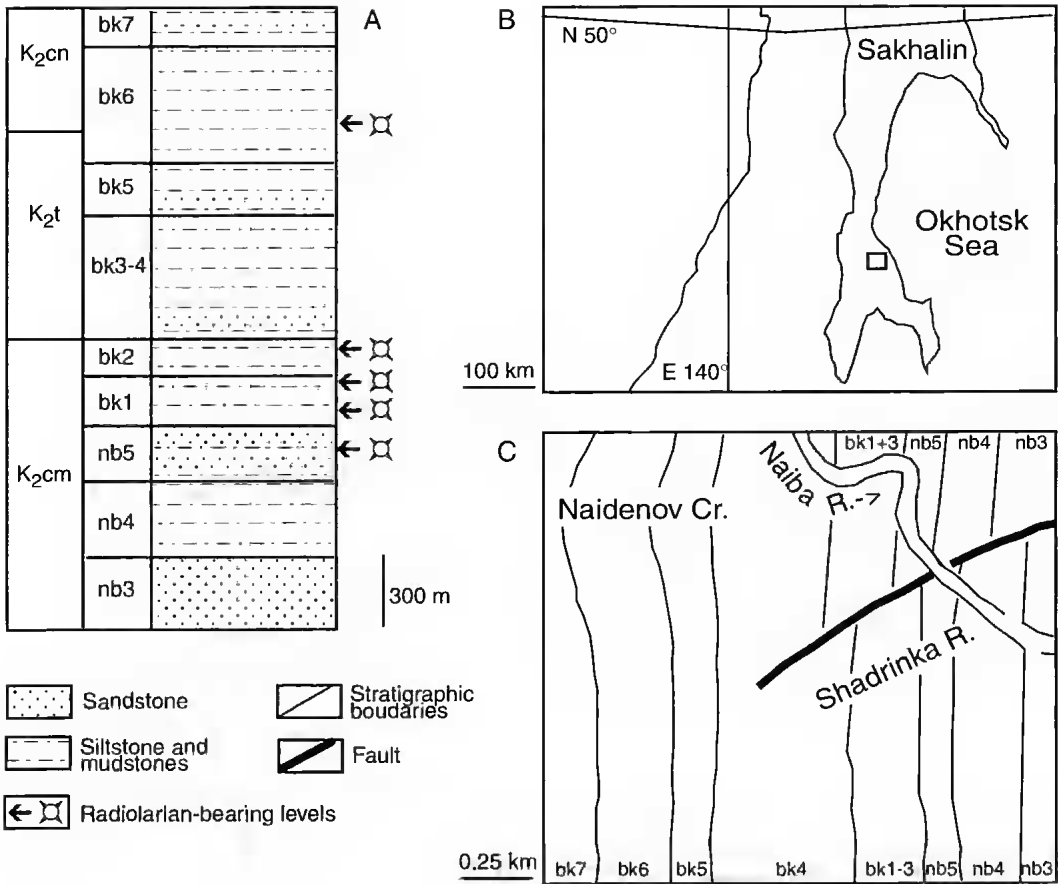 A
K2cn
K2t
K2cm
bk7
bk6
bk5
bk3-4
bk2
bk1
nb5
nb4
nb3
300 m
Sandstone
Siltstone and
mudstones
Radiolarian-bearing levels
Stratigraphic
boudaries
Fault
B
N 50°
Sakhalin
Okhotsk
Sea
E 140°
100 km
C
bk1+3 nb5 nb4 nb3
Naiba R.->
Naidenov Cr.
Shadrinka R.
0.25 km
bk7 bk6 bk5 bk4 bk1-3 nb5 nb4 nb3